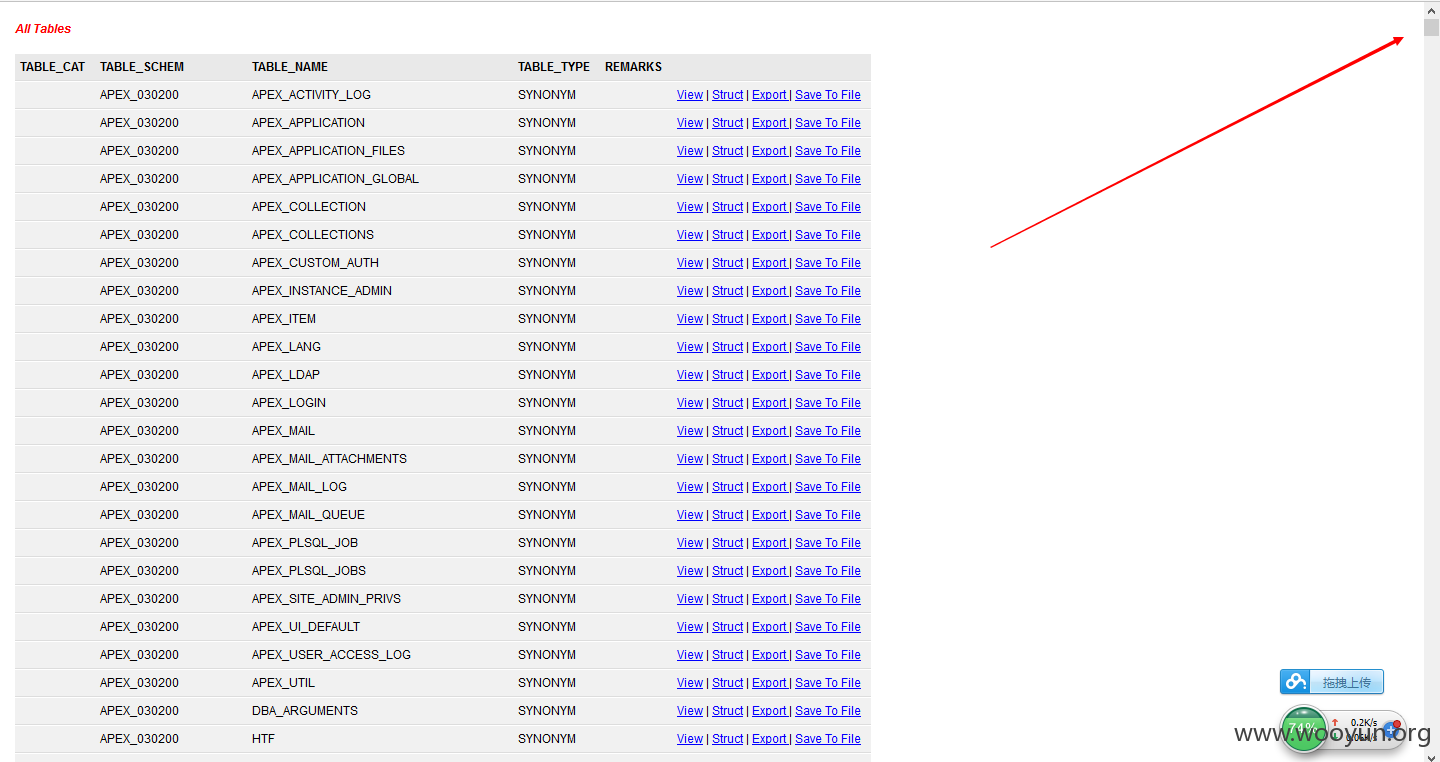 All Tables
TABLE_CAT TABLE_SCHEM TABLE_NAME TABLE_TYPE REMARKS
APEX_030200 APEX_ACTIVITY_LOG SYNONYM View | Struct | Export | Save To File
APEX_030200 APEX_APPLICATION SYNONYM View | Struct | Export | Save To File
APEX_030200 APEX_APPLICATION_FILES SYNONYM View | Struct | Export | Save To File
APEX_030200 APEX_APPLICATION_GLOBAL SYNONYM View | Struct | Export | Save To File
APEX_030200 APEX_COLLECTION SYNONYM View | Struct | Export | Save To File
APEX_030200 APEX_COLLECTIONS SYNONYM View | Struct | Export | Save To File
APEX_030200 APEX_CUSTOM_AUTH SYNONYM View | Struct | Export | Save To File
APEX_030200 APEX_INSTANCE_ADMIN SYNONYM View | Struct | Export | Save To File
APEX_030200 APEX_ITEM SYNONYM View | Struct | Export | Save To File
APEX_030200 APEX_LANG SYNONYM View | Struct | Export | Save To File
APEX_030200 APEX_LDAP SYNONYM View | Struct | Export | Save To File
APEX_030200 APEX_LOGIN SYNONYM View | Struct | Export | Save To File
APEX_030200 APEX_MAIL SYNONYM View | Struct | Export | Save To File
APEX_030200 APEX_MAIL_ATTACHMENTS SYNONYM View | Struct | Export | Save To File
APEX_030200 APEX_MAIL_LOG SYNONYM View | Struct | Export | Save To File
APEX_030200 APEX_MAIL_QUEUE SYNONYM View | Struct | Export | Save To File
APEX_030200 APEX_PLSQL_JOB SYNONYM View | Struct | Export | Save To File
APEX_030200 APEX_PLSQL_JOBS SYNONYM View | Struct | Export | Save To File
APEX_030200 APEX_SITE_ADMIN_PRIVS SYNONYM View | Struct | Export | Save To File
APEX_030200 APEX_UI_DEFAULT SYNONYM View | Struct | Export | Save To File
APEX_030200 APEX_USER_ACCESS_LOG SYNONYM View | Struct | Export | Save To File
APEX_030200 APEX_UTIL SYNONYM View | Struct | Export | Save To File
APEX_030200 DBA_ARGUMENTS SYNONYM View | Struct | Export | Save To File
APEX_030200 HTF SYNONYM View | Struct | Export | Save To File
拖拽上传
74%
0.2K/s
www.wooyun.org